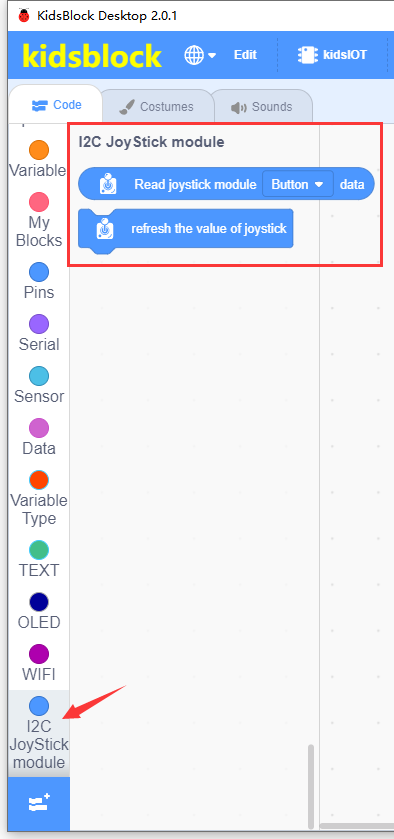 KidsBlock Desktop 2.0.1
kidsblock
Edit
kidsIOT
Code
Costumes
Sounds
Variable
My
Blocks
Pins
Serial
Sensor
Data
Variable
Type
TEXT
OLED
WIFI
I2C
JoyStick
module
I2C JoyStick module
Read joystick module Button data
refresh the value of joystick